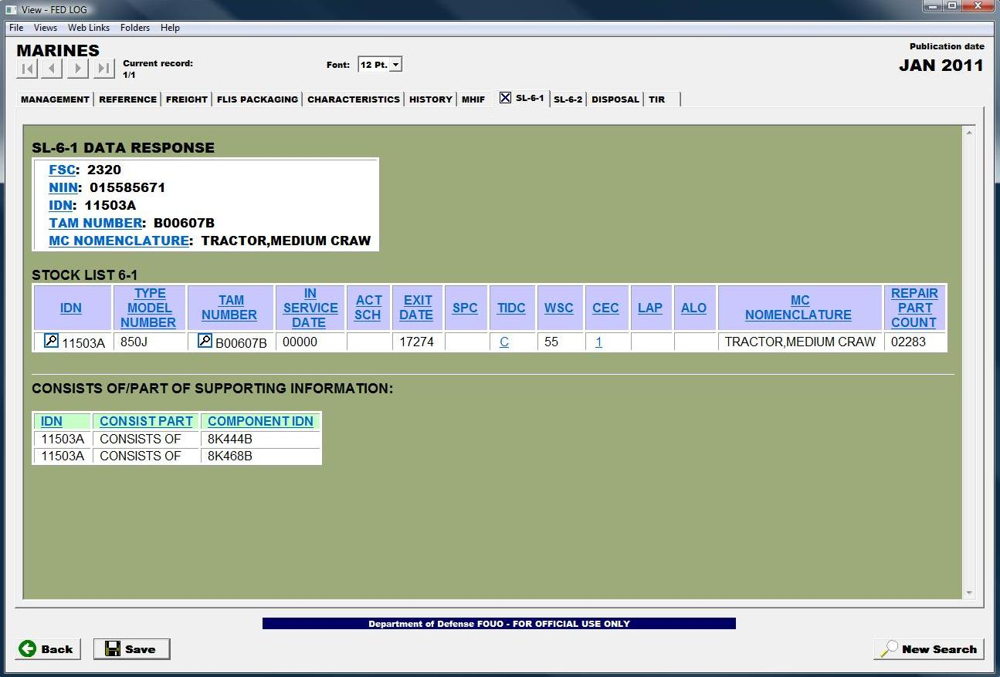 View - FED LOG
File Views Web Links Folders Help
MARINES
Publication date
Current record:
1/1
Font: 12 Pt.
JAN 2011
MANAGEMENT REFERENCE FREIGHT FLIS PACKAGING CHARACTERISTICS HISTORY MHIF SL-6-1 SL-6-2 DISPOSAL TIR
SL-6-1 DATA RESPONSE
FSC: 2320
NIIN: 015585671
IDN: 11503A
TAM NUMBER: B00607B
MC NOMENCLATURE: TRACTOR,MEDIUM CRAW
STOCK LIST 6-1
IDN TYPE MODEL NUMBER TAM NUMBER IN SERVICE DATE ACT SCH EXIT DATE SPC TIDC WSC CEC LAP ALO MC NOMENCLATURE REPAIR PART COUNT
11503A 850J B00607B 00000 17274 C 55 1 TRACTOR,MEDIUM CRAW 02283
CONSISTS OF/PART OF SUPPORTING INFORMATION:
IDN CONSIST PART COMPONENT IDN
11503A CONSISTS OF 8K444B
11503A CONSISTS OF 8K468B
Department of Defense FOUO - FOR OFFICIAL USE ONLY
Back Save New Search